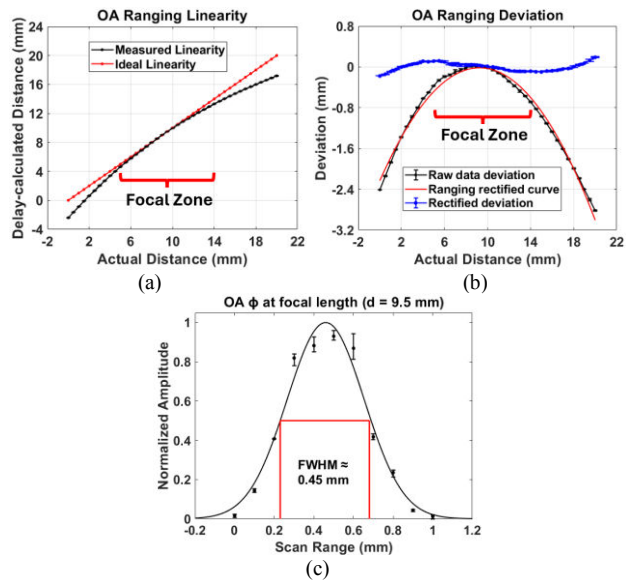 OA Ranging Linearity
Delay-calculated Distance (mm)
24
20
16
12
8
4
0
-4
Measured Linearity
Ideal Linearity
Focal Zone
-2 2 6 10 14 18 22
Actual Distance (mm)
(a)
OA Ranging Deviation
Deviation (mm)
0.8
0
-0.8
-1.6
-2.4
-3.2
Focal Zone
Raw data deviation
Ranging rectified curve
Rectified deviation
-2 2 6 10 14 18 22
Actual Distance (mm)
(b)
OA ϕ at focal length (d = 9.5 mm)
Normalized Amplitude
1
0.8
0.6
0.4
0.2
0
FWHM ≈
0.45 mm
-0.2 0 0.2 0.4 0.6 0.8 1.0 1.2
Scan Range (mm)
(c)